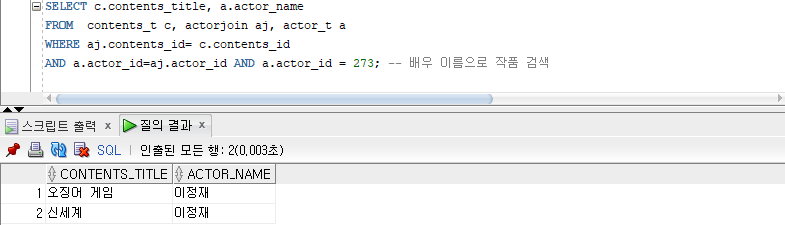 SELECT c.contents_title, a.actor_name
FROM  contents_t c, actorjoin aj, actor_t a
WHERE aj.contents_id= c.contents_id
AND a.actor_id=aj.actor_id AND a.actor_id = 273; -- 배우 이름으로 작품 검색
스크립트 출력 x 질의 결과 x
SQL | 인출된 모든 행: 2(0,003초)
CONTENTS_TITLE ACTOR_NAME
1 오징어 게임 이정재
2 신세계 이정재